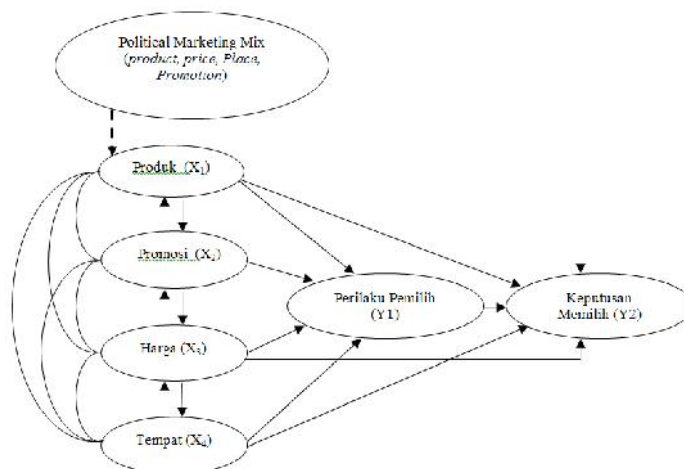 Political Marketing Mix
(product, price, Place,
Promotion)
Produk (X1)
Promosi (X2)
Harga (X3)
Tempat (X4)
Perilaku Pemilih
(Y1)
Keputusan
Memilih (Y2)